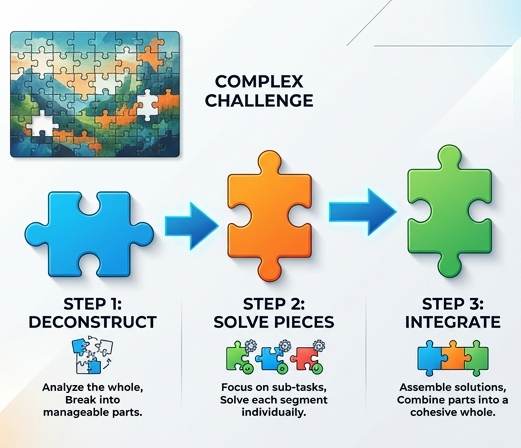 COMPLEX
CHALLENGE
STEP 1:
DECONSTRUCT
Analyze the whole,
Break into
manageable parts.
STEP 2:
SOLVE PIECES
Focus on sub-tasks,
Solve each segment
individually.
STEP 3:
INTEGRATE
Assemble solutions,
Combine parts into a
cohesive whole.